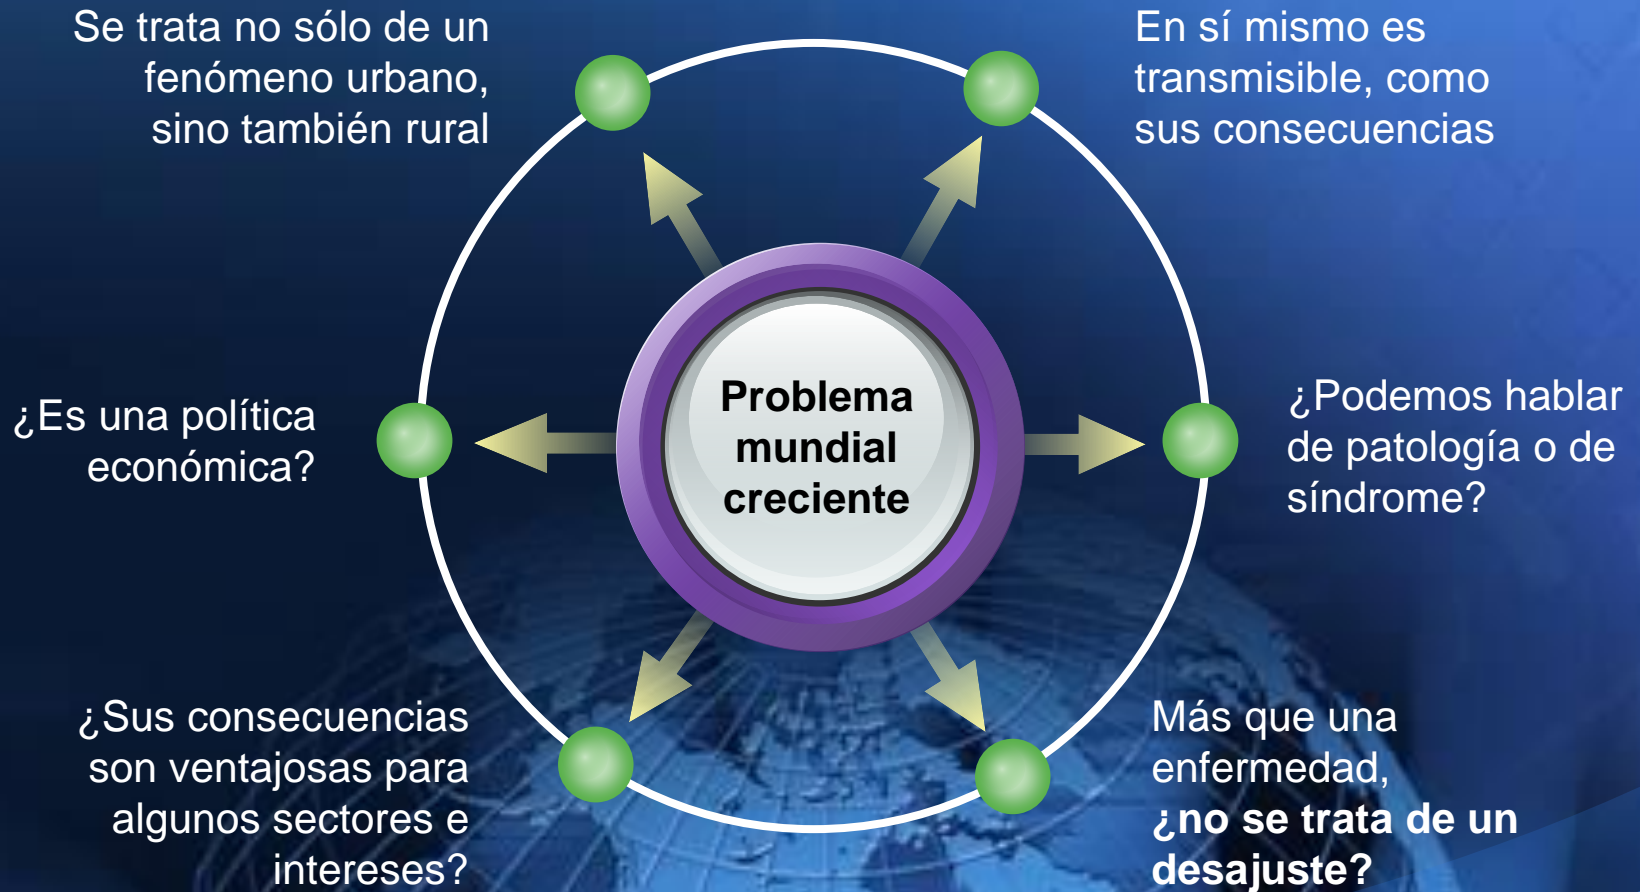 Se trata no sólo de un
fenómeno urbano,
sino también rural
En sí mismo es
transmisible, como
sus consecuencias
¿Es una política
económica?
Problema
mundial
creciente
¿Podemos hablar
de patología o de
síndrome?
¿Sus consecuencias
son ventajosas para
algunos sectores e
intereses?
Más que una
enfermedad,
¿no se trata de un
desajuste?